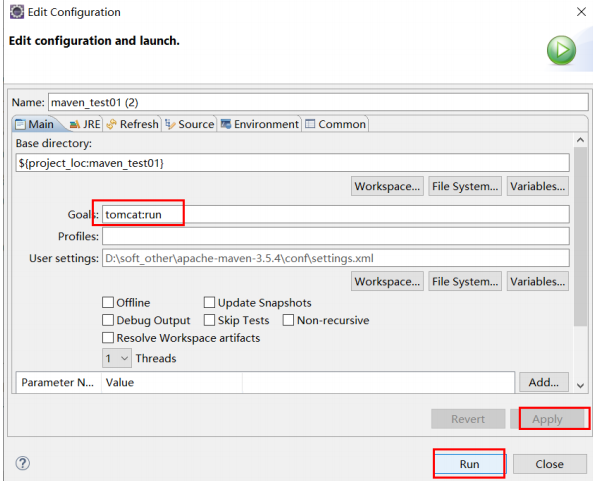 Edit Configuration
Edit configuration and launch.
Name: maven_test01 (2)
Main JRE Refresh Source Environment Common
Base directory:
${project_loc:maven_test01}
Workspace... File System... Variables...
Goals: tomcat:run
Profiles:
User settings: D:\soft_other\apache-maven-3.5.4\conf\settings.xml
Workspace... File System... Variables...
Offline Update Snapshots
Debug Output Skip Tests Non-recursive
Resolve Workspace artifacts
1 Threads
Parameter N... Value Add...
Revert Apply
Run Close